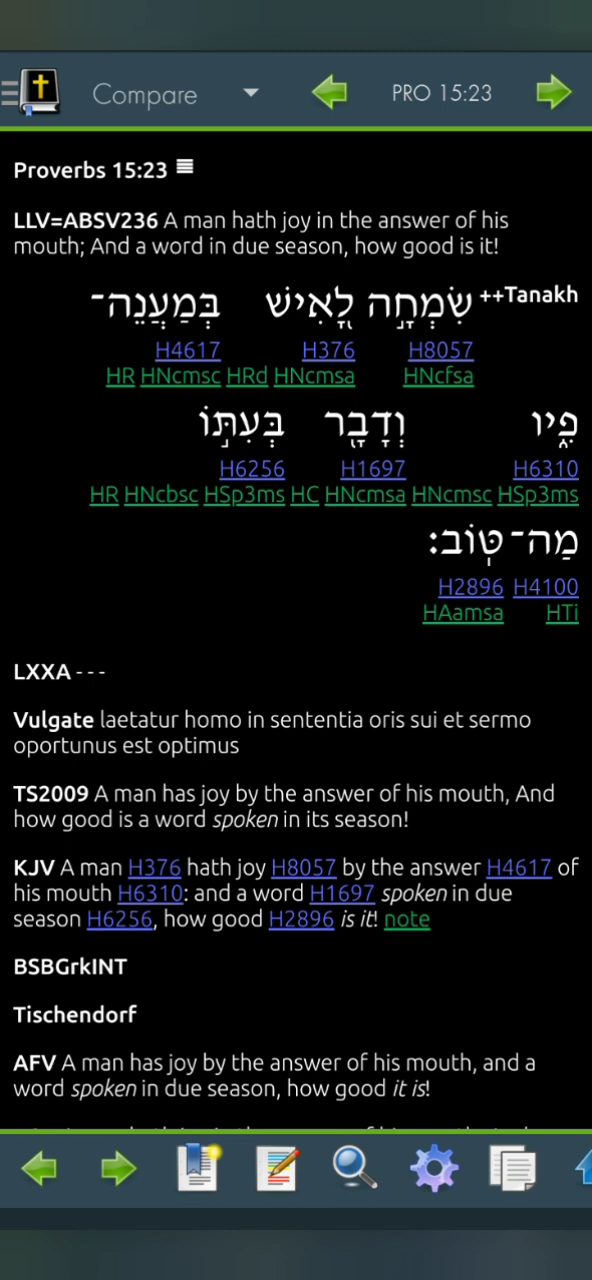 Compare
PRO 15:23
Proverbs 15:23
LLV=ABSV236 A man hath joy in the answer of his
mouth; And a word in due season, how good is it!
++Tanakh שִׂמְחָ֣ה לָ֭אִישׁ בְּמַעֲנֵה־
H8057 H376 H4617
HR HNcmsc HRd HNcmsa HNcfsa
פִ֑יו וְדָבָ֖ר בְּעִתּ֣וֹ
H6310 H1697 H6256
HR HNcbsc HSp3ms HC HNcmsa HNcmsc HSp3ms
מַה־טּֽוֹב׃
H2896 H4100
HAamsa HTi
LXXA - - -
Vulgate laetatur homo in sententia oris sui et sermo
oportunus est optimus
TS2009 A man has joy by the answer of his mouth, And
how good is a word spoken in its season!
KJV A man H376 hath joy H8057 by the answer H4617 of
his mouth H6310: and a word H1697 spoken in due
season H6256, how good H2896 is it! note
BSBGrkINT
Tischendorf
AFV A man has joy by the answer of his mouth, and a
word spoken in due season, how good it is!